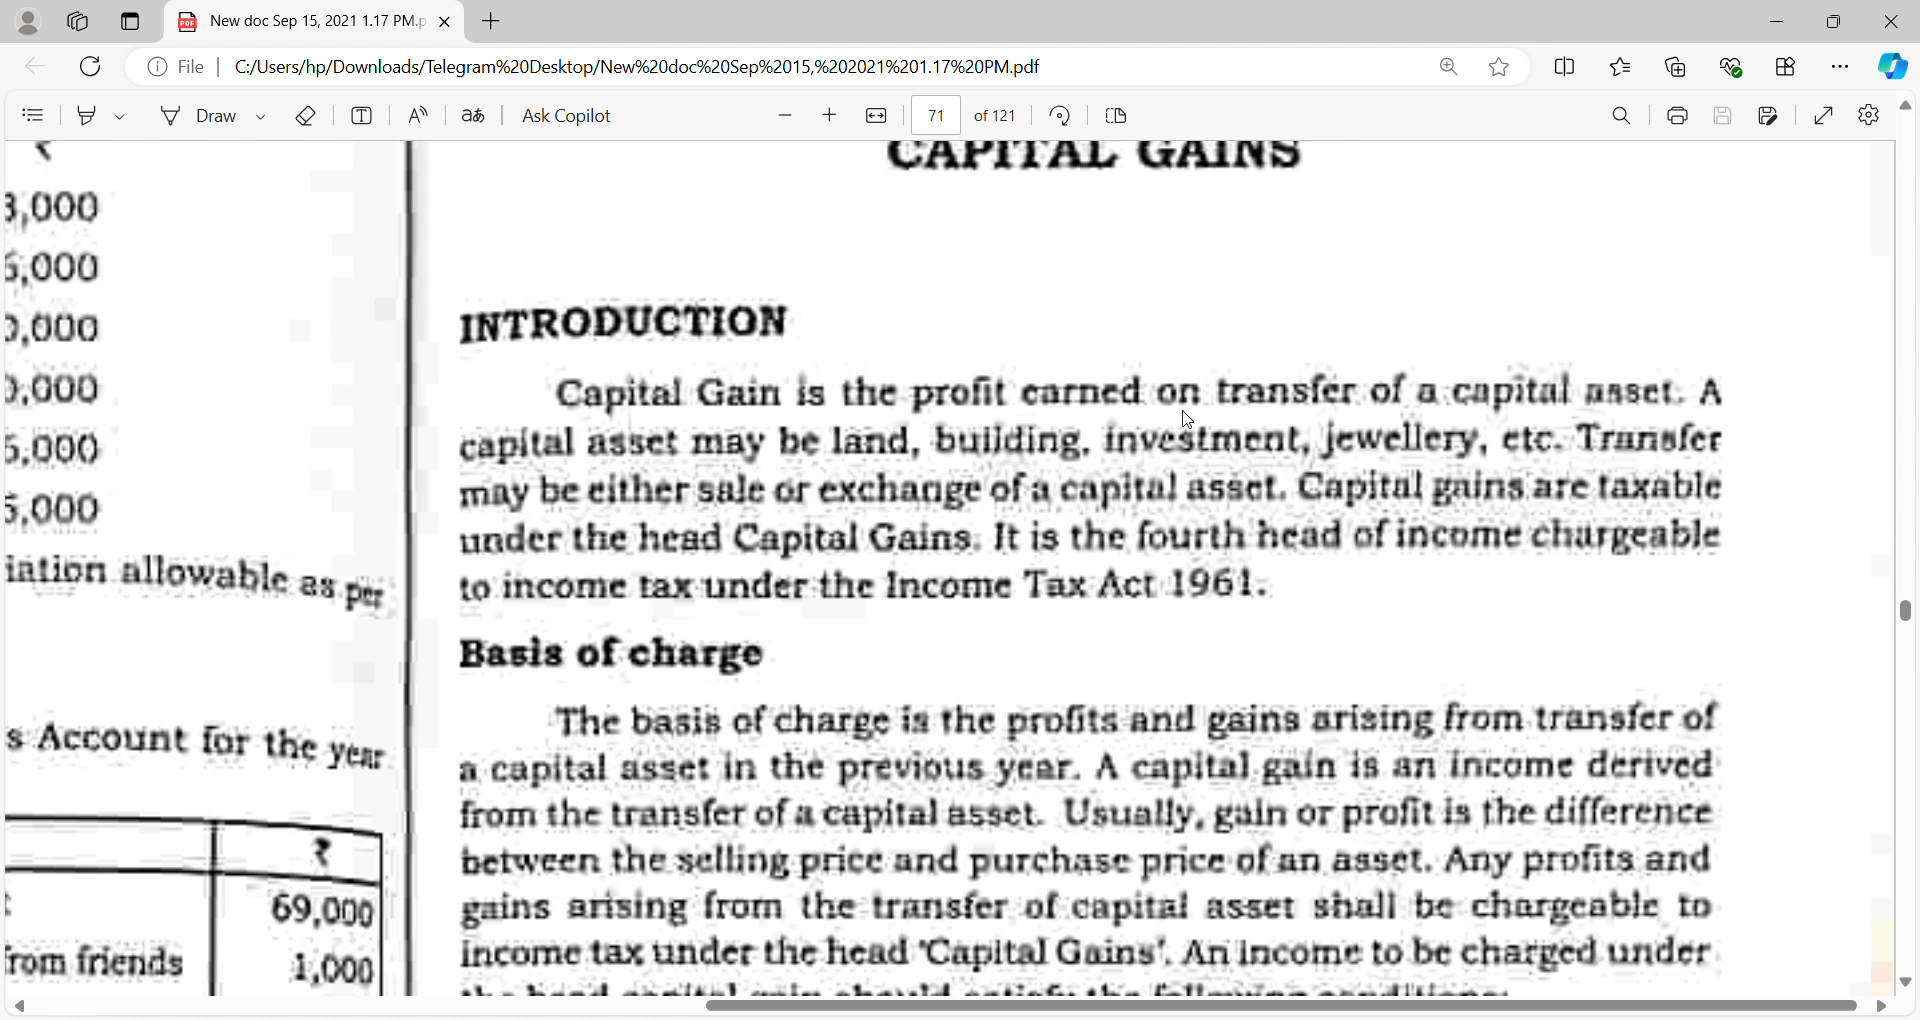 New doc Sep 15, 2021 1.17 PM.p
File
C:/Users/hp/Downloads/Telegram%20Desktop/New%20doc%20Sep%2015,%202021%201.17%20PM.pdf
Draw
Ask Copilot
71 of 121
₹
3,000
5,000
0,000
0,000
5,000
5,000
iation allowable as per
s Account for the year
₹
69,000
rom friends 1,000
CAPITAL GAINS
INTRODUCTION
Capital Gain is the profit earned on transfer of a capital asset. A
capital asset may be land, building, investment, jewellery, etc. Transfer
may be either sale or exchange of a capital asset. Capital gains are taxable
under the head Capital Gains. It is the fourth head of income chargeable
to income tax under the Income Tax Act 1961.
Basis of charge
The basis of charge is the profits and gains arising from transfer of
a capital asset in the previous year. A capital gain is an income derived
from the transfer of a capital asset. Usually, gain or profit is the difference
between the selling price and purchase price of an asset. Any profits and
gains arising from the transfer of capital asset shall be chargeable to
income tax under the head 'Capital Gains'. An income to be charged under
the head capital gain should satisfy the following conditions: